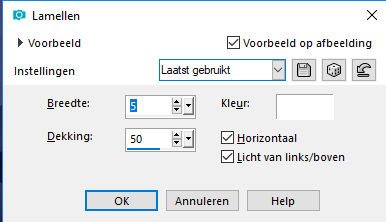 Lamellen
Voorbeeld
Voorbeeld op afbeelding
Instellingen
Laatst gebruikt
Breedte: 5 Kleur:
Dekking: 50
Horizontaal
Licht van links/boven
OK Annuleren Help